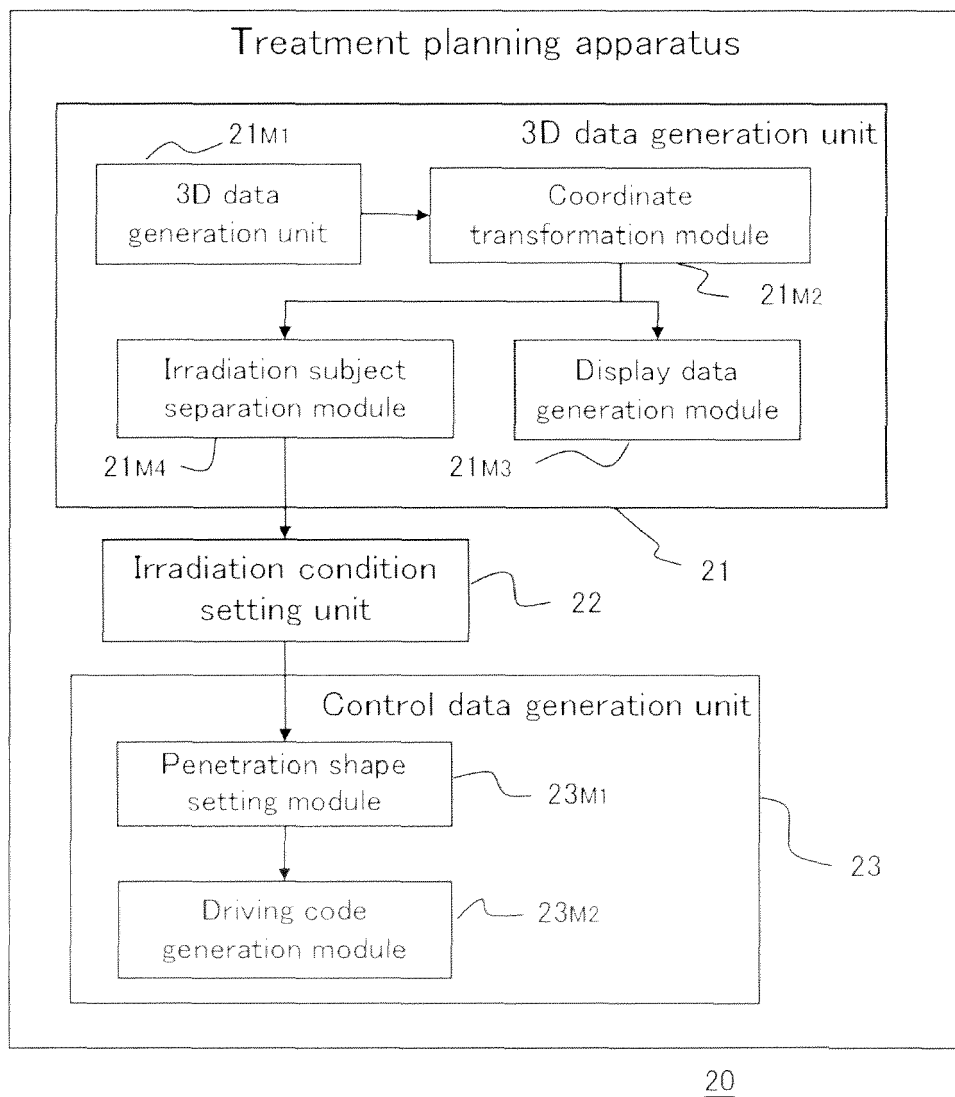 Treatment planning apparatus
3D data generation unit
21M1
3D data
generation unit
Coordinate
transformation module
21M2
Irradiation subject
separation module
Display data
generation module
21M4
21M3
21
Irradiation condition
setting unit
22
Control data generation unit
Penetration shape
setting module
23M1
23
Driving code
generation module
23M2
20